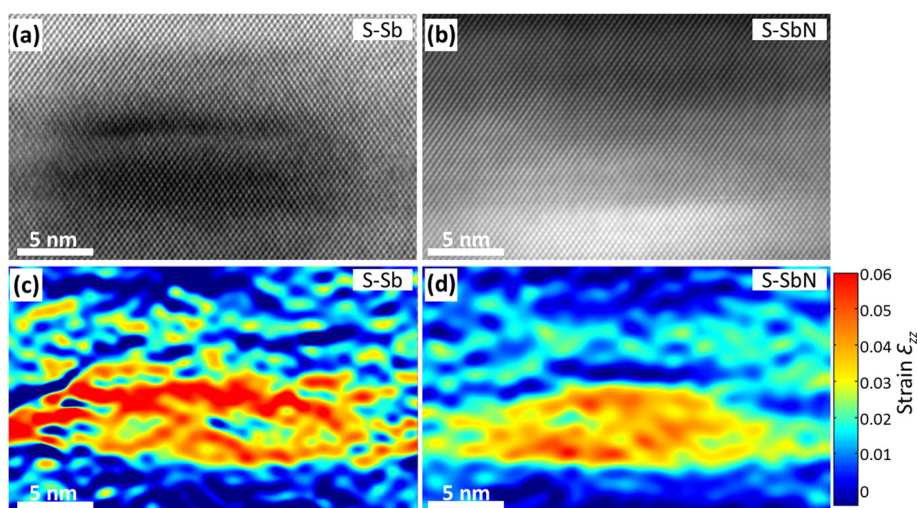 (a)
S-Sb
5 nm
(b)
S-SbN
5 nm
(c)
S-Sb
5 nm
(d)
S-SbN
5 nm
0.06
0.05
0.04
0.03
0.02
0.01
0
Strain εzz